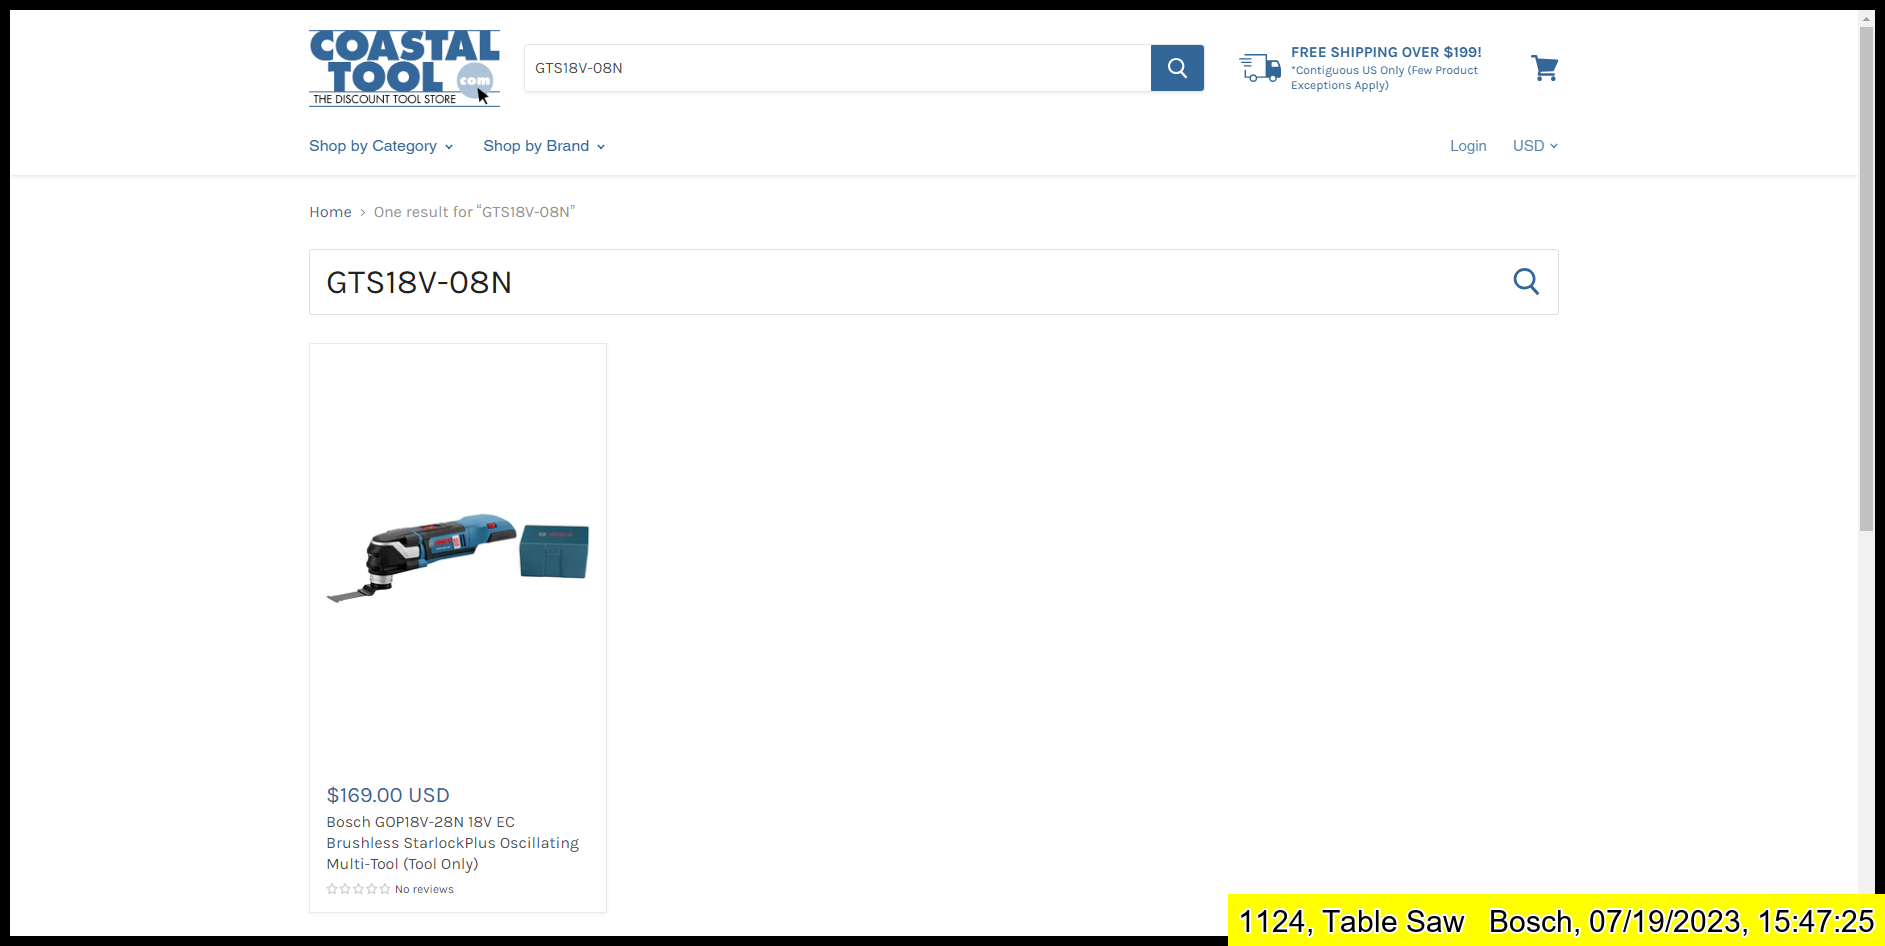 COASTAL
TOOL
com
THE DISCOUNT TOOL STORE
GTS18V-08N
FREE SHIPPING OVER $199!
*Contiguous US Only (Few Product
Exceptions Apply)
Shop by Category
Shop by Brand
Login
USD
Home > One result for “GTS18V-08N”
GTS18V-08N
$169.00 USD
Bosch GOP18V-28N 18V EC
Brushless StarlockPlus Oscillating
Multi-Tool (Tool Only)
No reviews
1124, Table Saw Bosch, 07/19/2023, 15:47:25